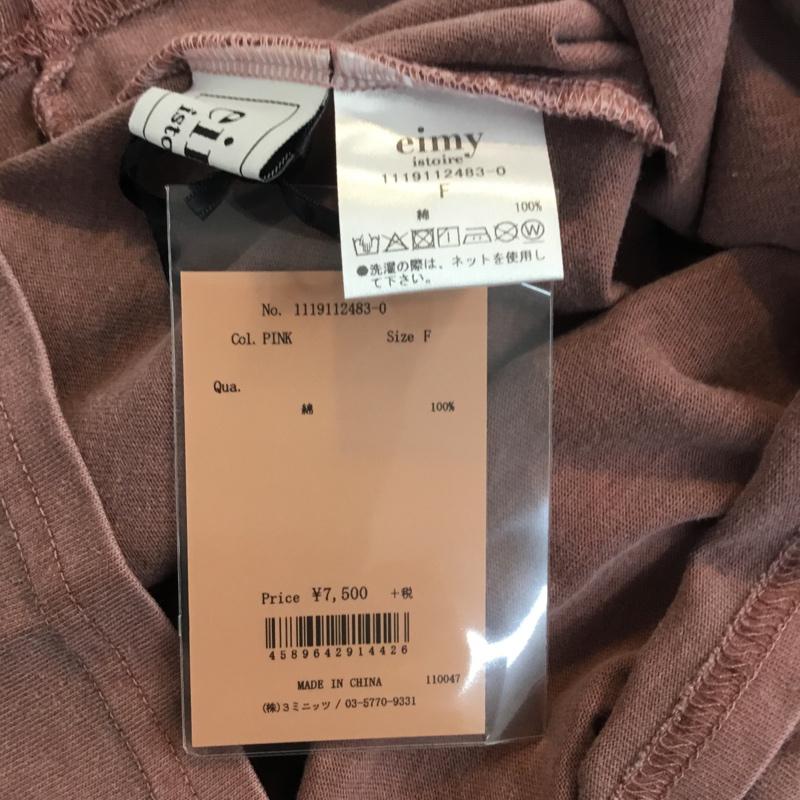 eimy
istoire
1119112483-0
F
綿 100%
●洗濯の際は、ネットを使用し
て下さい。
No. 1119112483-0
Col. PINK Size F
Qua.
綿 100%
Price ¥7,500 +税
4589642914426
MADE IN CHINA 110047
(株)3ミニッツ / 03-5770-9331